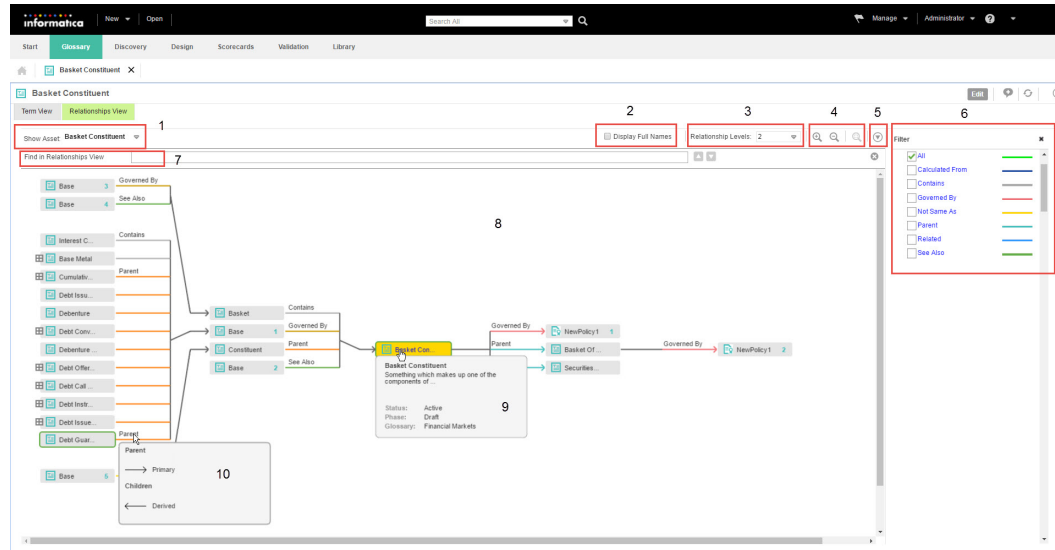 informatica New Open Search All Manage Administrator ?
Start Glossary Discovery Design Scorecards Validation Library
Basket Constituent X
Basket Constituent Edit
Term View Relationships View
1 2 3 4 5 6
Show Asset: Basket Constituent Display Full Names Relationship Levels: 2 Filter
Find in Relationships View 7
All
Calculated From
Contains
Governed By
Not Same As
Parent
Related
See Also
8
Base 3 Governed By
Base 4 See Also
Interest C... Contains
Base Metal
Cumulativ... Parent
Debt Issu...
Debenture
Debt Conv...
Debenture ...
Debt Offer...
Debt Call ...
Debt Instr...
Debt Issue...
Debt Guar... Parent
Base 5
Basket Contains
Base 1 Governed By
Constituent Parent
Base 2 See Also
Basket Con...
Governed By NewPolicy1 1
Parent Basket Of...
Securities...
Governed By NewPolicy1 2
Basket Constituent
Something which makes up one of the
components of ...
Status: Active
Phase: Draft
Glossary: Financial Markets
9
Parent
Primary
Children
Derived
10